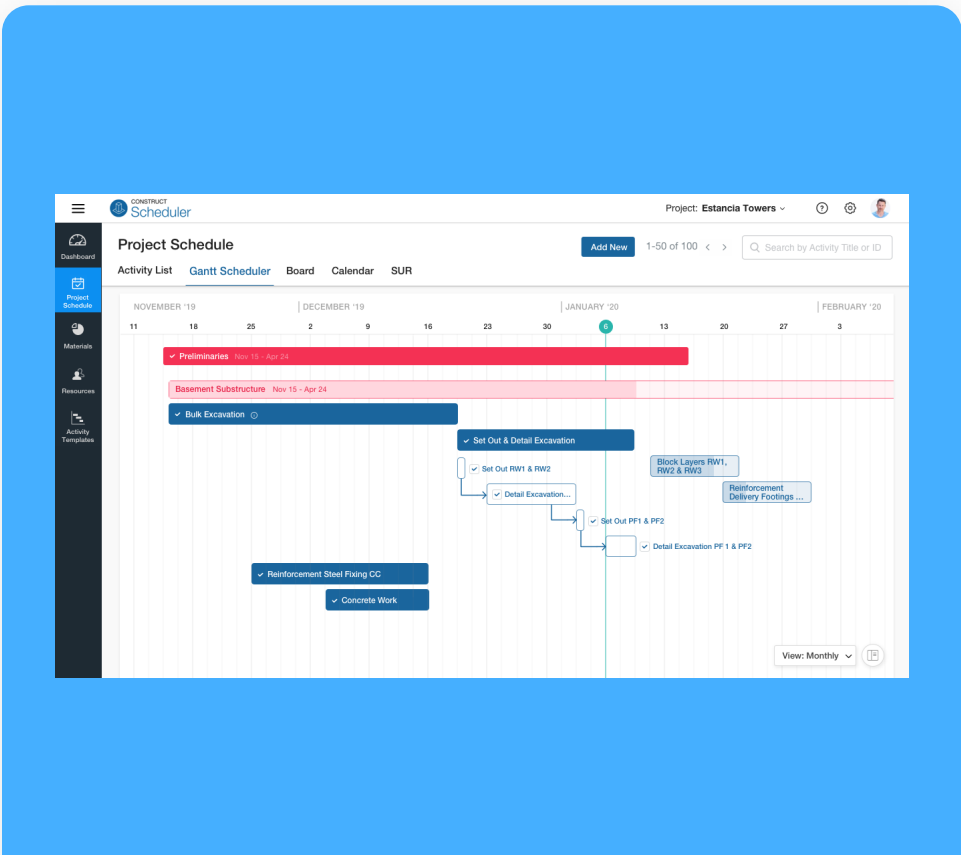 CONSTRUCT
Scheduler
Project: Estancia Towers
Dashboard
Project
Schedule
Materials
Resources
Activity
Templates
Project Schedule
Add New
1-50 of 100
Search by Activity Title or ID
Activity List Gantt Scheduler Board Calendar SUR
NOVEMBER '19 DECEMBER '19 JANUARY '20 FEBRUARY '20
11 18 25 2 9 16 23 30 6 13 20 27 3
Preliminaries Nov 15 - Apr 24
Basement Substructure Nov 15 - Apr 24
Bulk Excavation
Set Out & Detail Excavation
Set Out RW1 & RW2
Block Layers RW1,
RW2 & RW3
Detail Excavation...
Reinforcement
Delivery Footings ...
Set Out PF1 & PF2
Detail Excavation PF 1 & PF2
Reinforcement Steel Fixing CC
Concrete Work
View: Monthly